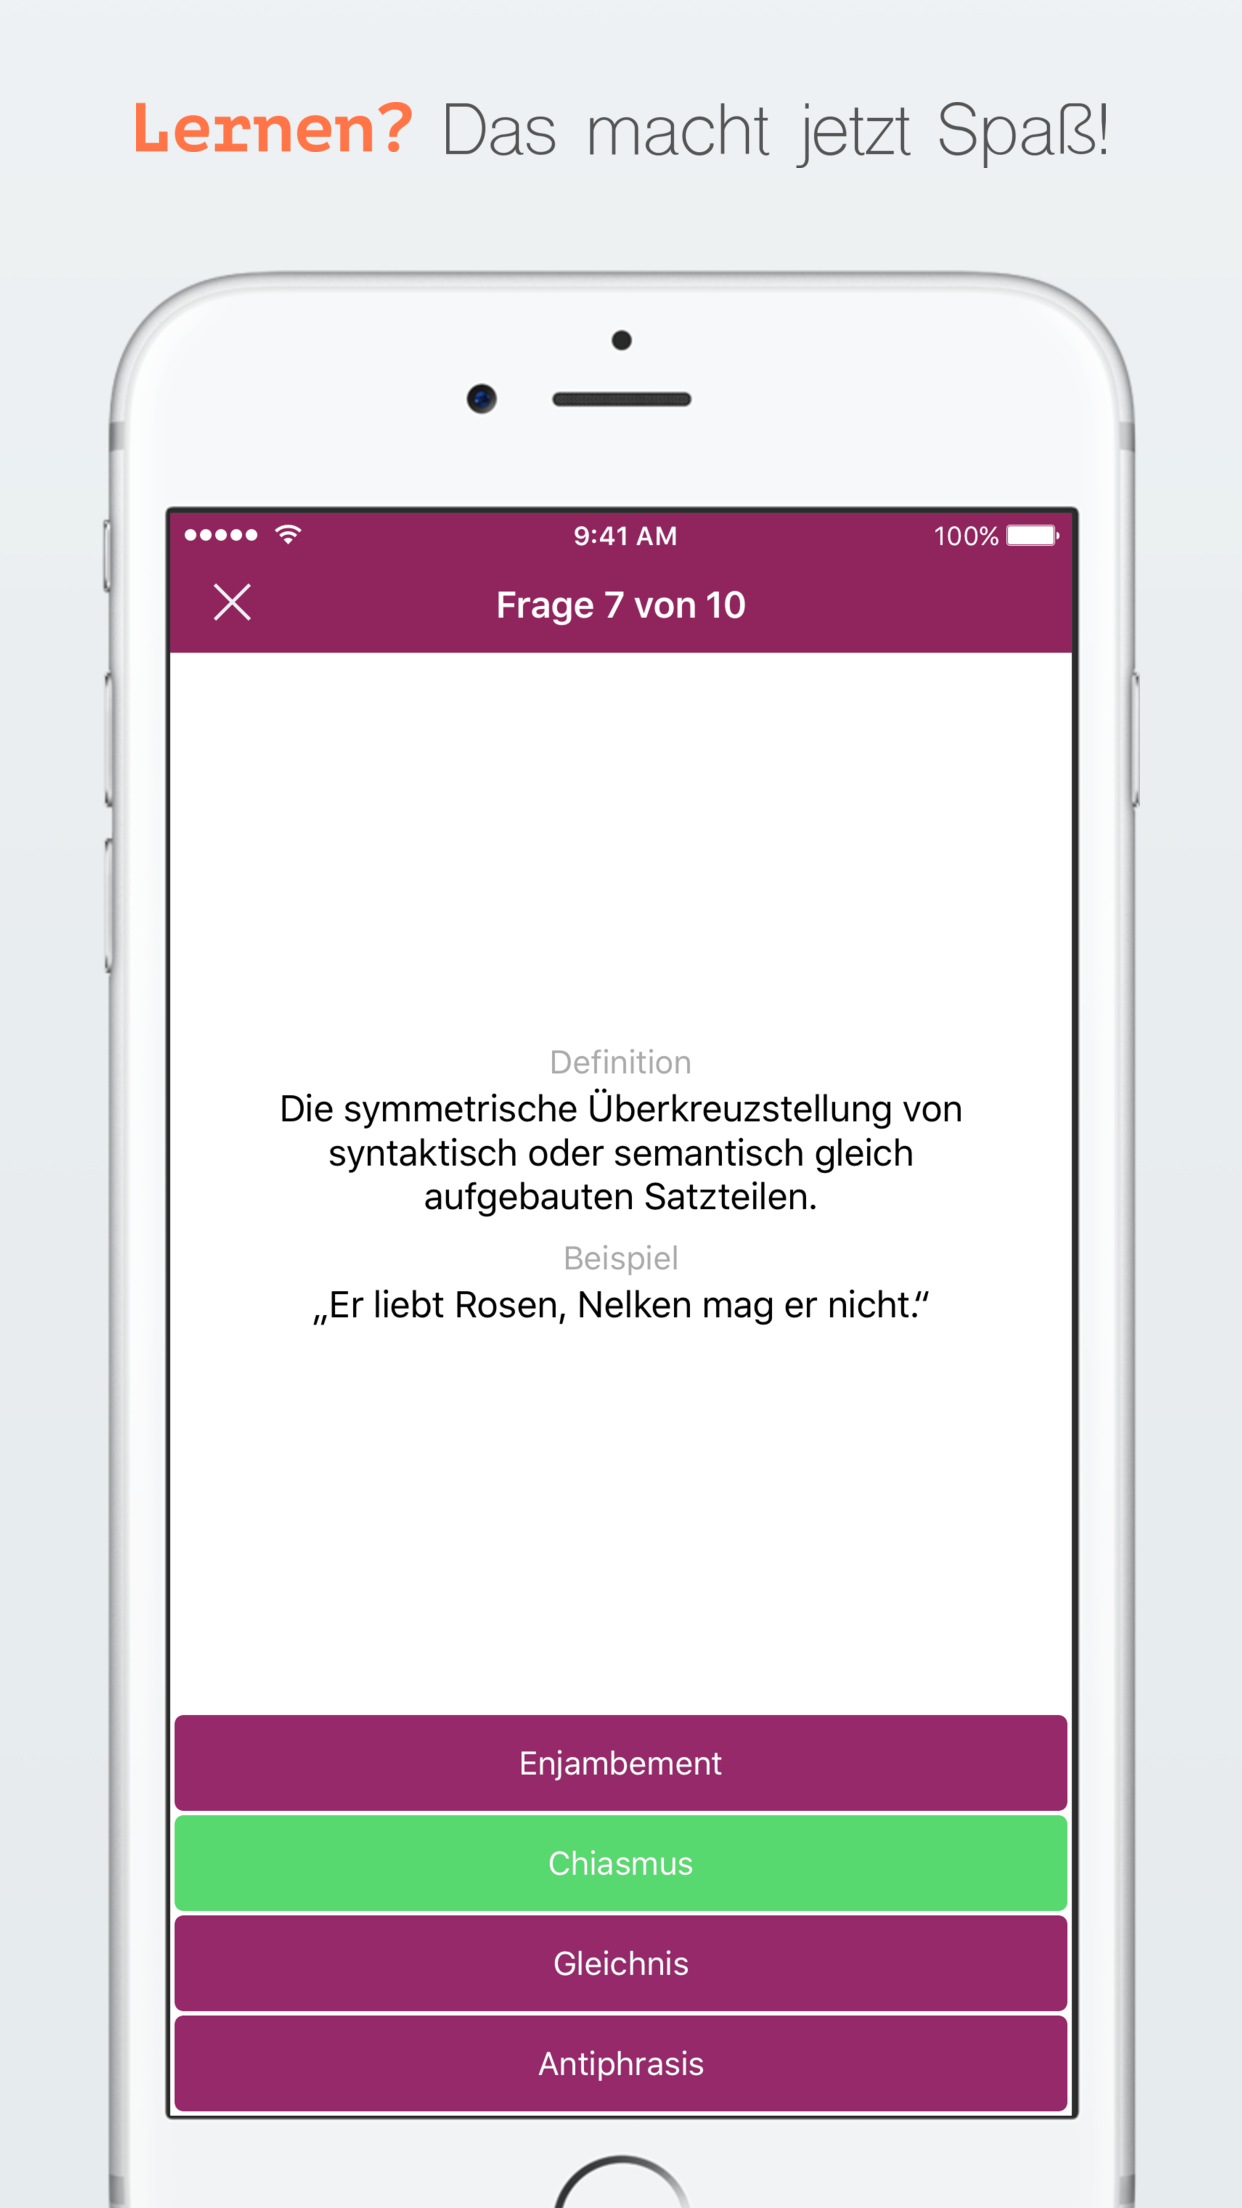 Lernen? Das macht jetzt Spaß!
9:41 AM
100%
Frage 7 von 10
Definition
Die symmetrische Überkreuzstellung von
syntaktisch oder semantisch gleich
aufgebauten Satzteilen.
Beispiel
„Er liebt Rosen, Nelken mag er nicht.“
Enjambement
Chiasmus
Gleichnis
Antiphrasis